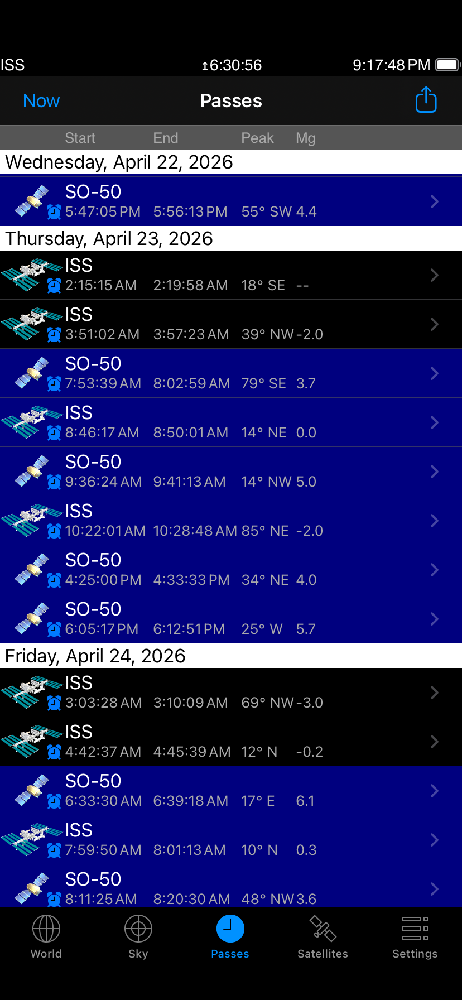 ISS ↥6:30:56 9:17:48 PM
Now Passes
Start End Peak Mg
Wednesday, April 22, 2026
SO-50
5:47:05 PM 5:56:13 PM 55° SW 4.4
Thursday, April 23, 2026
ISS
2:15:15 AM 2:19:58 AM 18° SE --
ISS
3:51:02 AM 3:57:23 AM 39° NW -2.0
SO-50
7:53:39 AM 8:02:59 AM 79° SE 3.7
ISS
8:46:17 AM 8:50:01 AM 14° NE 0.0
SO-50
9:36:24 AM 9:41:13 AM 14° NW 5.0
ISS
10:22:01 AM 10:28:48 AM 85° NE -2.0
SO-50
4:25:00 PM 4:33:33 PM 34° NE 4.0
SO-50
6:05:17 PM 6:12:51 PM 25° W 5.7
Friday, April 24, 2026
ISS
3:03:28 AM 3:10:09 AM 69° NW -3.0
ISS
4:42:37 AM 4:45:39 AM 12° N -0.2
SO-50
6:33:30 AM 6:39:18 AM 17° E 6.1
ISS
7:59:50 AM 8:01:13 AM 10° N 0.3
SO-50
8:11:25 AM 8:20:30 AM 48° NW 3.6
World Sky Passes Satellites Settings